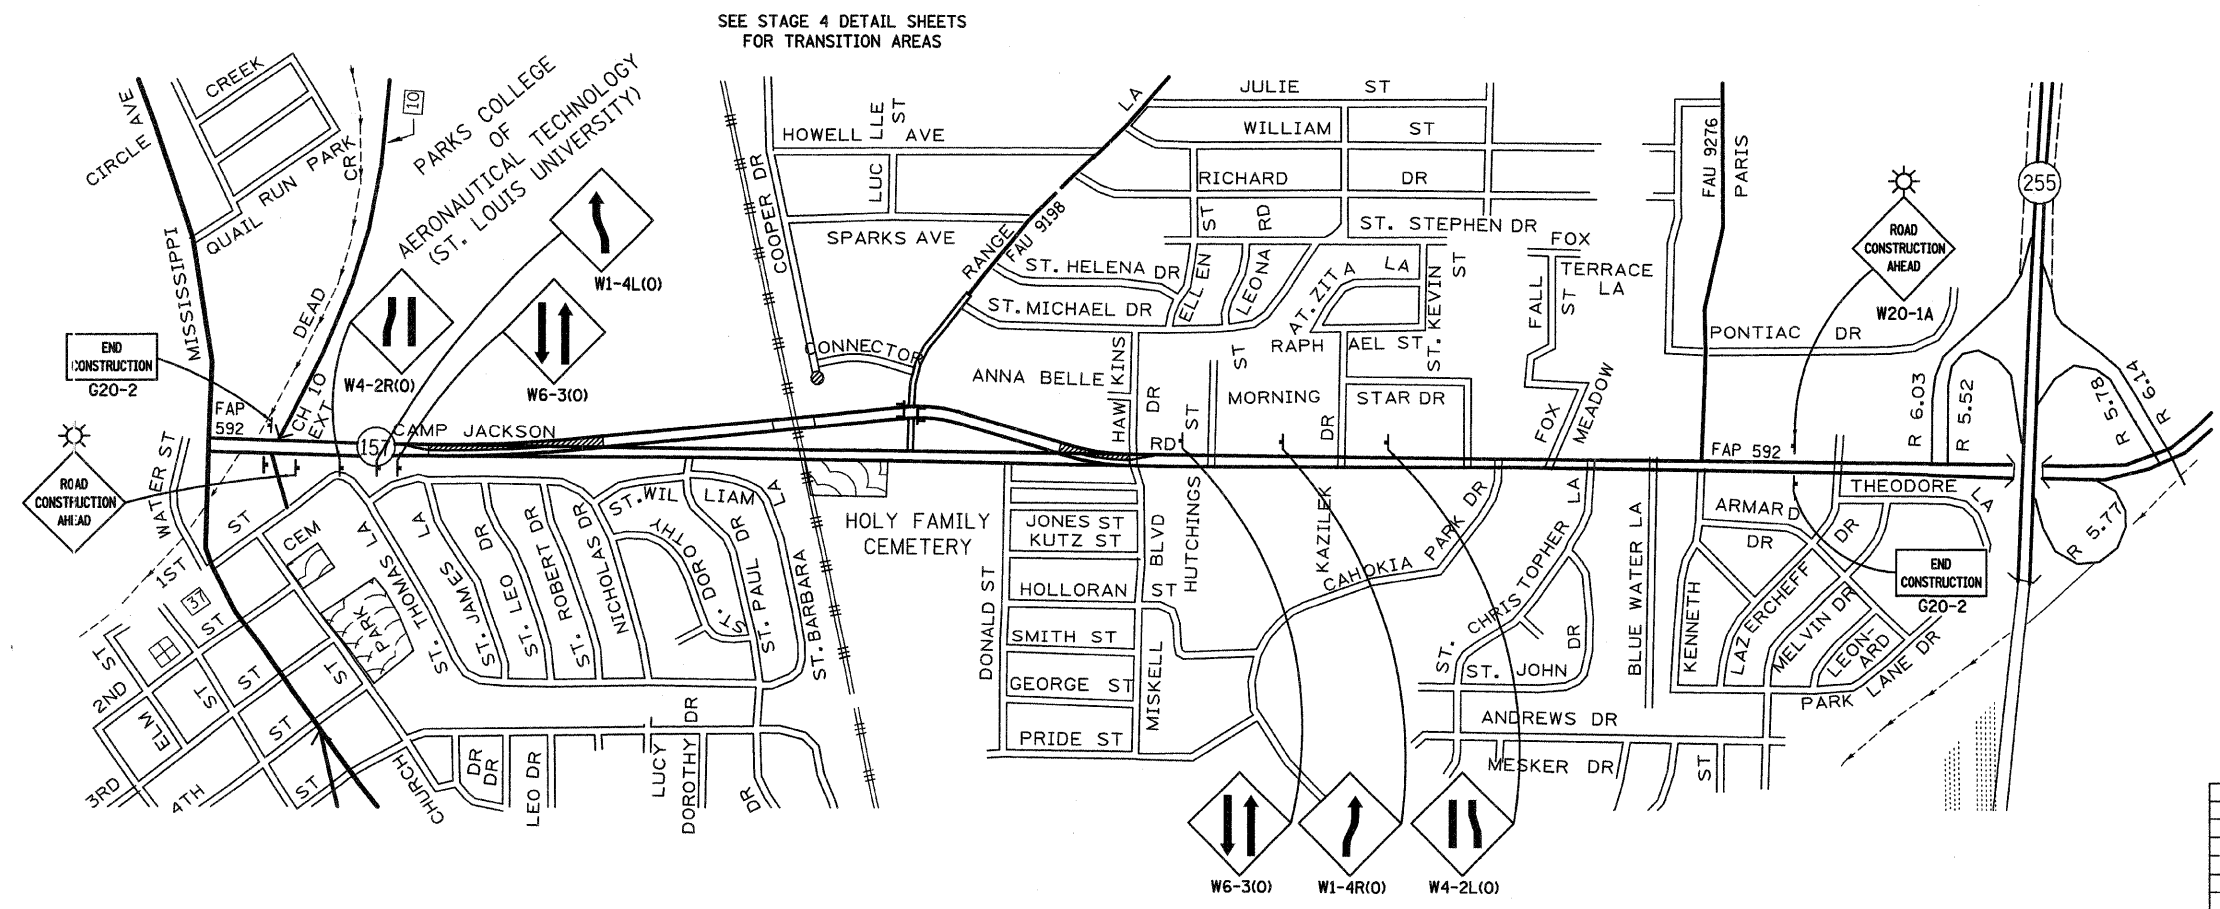 SEE STAGE 4 DETAIL SHEETS
FOR TRANSITION AREAS
CIRCLE AVE
CREEK
QUAIL RUN PARK
DEAD
CR
10
PARKS COLLEGE
OF
AERONAUTICAL TECHNOLOGY
(ST. LOUIS UNIVERSITY)
W1-4L(O)
W4-2R(O)
W6-3(O)
MISSISSIPPI
END
CONSTRUCTION
G20-2
FAP
592
CH 10
EXT
157
CAMP JACKSON
RD
ROAD
CONSTRUCTION
AHEAD
WATER ST
COOPER DR
HOWELL AVE
LUC
LLE
ST
SPARKS AVE
CONNECTOR
RANGE
LA
FAU 9198
JULIE ST
WILLIAM ST
RICHARD DR
ST. STEPHEN DR
ST. HELENA DR
ST. MICHAEL DR
ELLEN
ST
LEONA RD
AT. ZITA LA
ST. KEVIN
ST
RAPH
AEL ST
ANNA BELLE
HAW
KINS
DR
ST
MORNING
STAR DR
ST
DR
FOX
TERRACE
LA
FALL
ST
FOX
MEADOW
FAU 9276
PARIS
PONTIAC DR
ROAD
CONSTRUCTION
AHEAD
W20-1A
255
R 6.03
R 5.52
R 5.78
R 6.14
R 5.77
FAP 592
THEODORE
LA
ARMAR
D
DR
DR
END
CONSTRUCTION
G20-2
1ST
ST
CEM
37
ST
PARK
2ND
ST
ELM
ST
ST
ST
ST
3RD
4TH
ST
CHURCH
ST. THOMAS LA
ST. JAMES
LA
ST. LEO
DR
ST. ROBERT DR
NICHOLAS DR
ST. WIL
LIAM
LA
DOROTHY
ST. DOROTHY
ST. PAUL DR
ST. BARBARA
DR
DR
LEO DR
LUCY
DOROTHY
DR
DR
HOLY FAMILY
CEMETERY
DONALD ST
JONES ST
KUTZ ST
HOLLORAN ST
SMITH ST
GEORGE ST
PRIDE ST
MISKELL
BLVD
HUTCHINGS
KAZILEK
CAHOKIA PARK DR
ST. CHRISTOPHER
LA
ST. JOHN
DR
BLUE WATER LA
KENNETH
LAZERCHEFF
MELVIN DR
LEON-
ARD
PARK LANE DR
ANDREWS DR
MESKER DR
ST
W6-3(O)
W1-4R(O)
W4-2L(O)